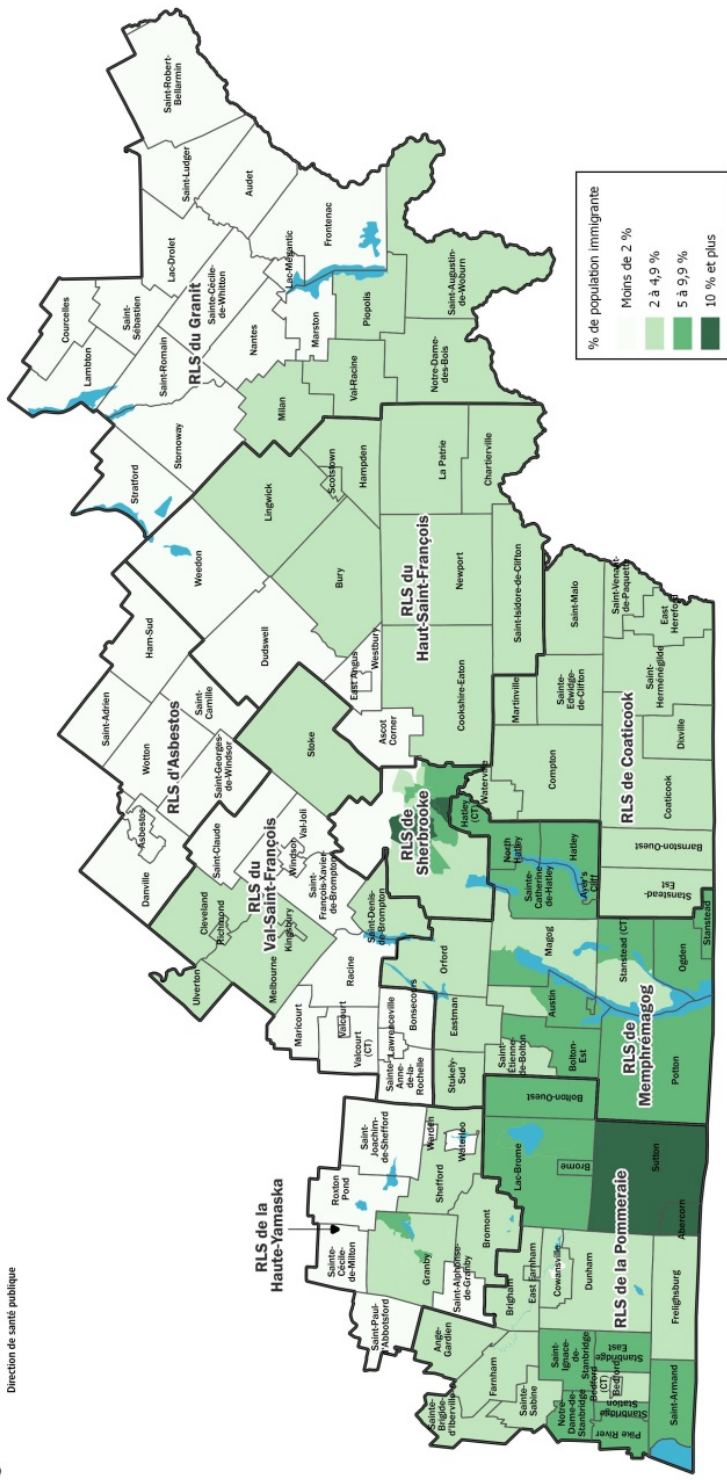 Direction de santé publique
RLS de la
Haute-Yamaska
Sainte-
Cécile-
de-Milton
Roxton
Pond
Saint-
Joachim-
de-Shefford
Saint-Paul-
d'Abbotsford
Granby
Shefford
Warden
Waterloo
Saint-Alphonse-
de-Granby
Bromont
Ange-
Gardien
Sainte-
Brigide-
d'Iberville
Farnham
Sainte-
Sabine
Brigham
East Farnham
Cowansville
Dunham
RLS de la Pommeraie
Frelighsburg
Saint-
Ignace-
de-
Stanbridge
Notre-
Dame-de-
Stanbridge
Bedford
(CT)
Bedford
Stanbridge
East
Stanbridge
Station
Pike River
Saint-Armand
Lac-Brome
Brome
Bolton-Ouest
Sutton
Abercorn
Maricourt
Racine
Valcourt
Valcourt
(CT)
Lawrenceville
Bonsecours
Sainte-
Anne-
de-la-
Rochelle
Stukely-
Sud
Eastman
Orford
Saint-
Étienne-
de-Bolton
Austin
Magog
Bolton-
Est
RLS de
Memphrémagog
Potton
Stanstead (CT)
Ogden
Stanstead
North
Hatley
Sainte-
Catherine-
de-Hatley
Hatley
Ayer's
Cliff
Ulverton
Cleveland
Richmond
Melbourne
Kingsbury
RLS du
Val-Saint-François
Saint-Claude
Windsor
Val-Joli
Saint-
François-Xavier-
de-Brompton
Saint-Denis-
de-Brompton
Stoke
RLS de
Sherbrooke
Hatley
(CT)
Waterville
Danville
Asbestos
Wotton
Saint-Adrien
Ham-Sud
Saint-
Camille
RLS d'Asbestos
Saint-Georges-
de-Windsor
Weedon
Dudswell
Lingwick
Bury
Scotstown
Hampden
East Angus
Westbury
Ascot
Corner
RLS du
Haut-Saint-François
Cookshire-Eaton
Newport
La Patrie
Chartierville
Saint-Isidore-de-Clifton
Martinville
Compton
Sainte-
Edwidge-
de-Clifton
Saint-Malo
Saint-Venant-
de-Paquette
East
Hereford
Saint-
Herménégilde
Dixville
Coaticook
RLS de Coaticook
Barnston-Ouest
Stanstead-
Est
Stratford
Lambton
Courcelles
Saint-
Sébastien
Saint-Romain
Stornoway
RLS du Granit
Lac-Drolet
Sainte-Cécile-
de-Whitton
Nantes
Milan
Lac-Mégantic
Marston
Val-Racine
Piopolis
Notre-Dame-
des-Bois
Saint-Augustin-
de-Woburn
Frontenac
Audet
Saint-Ludger
Saint-Robert-
Bellarmin
% de population immigrante
Moins de 2 %
2 à 4,9 %
5 à 9,9 %
10 % et plus